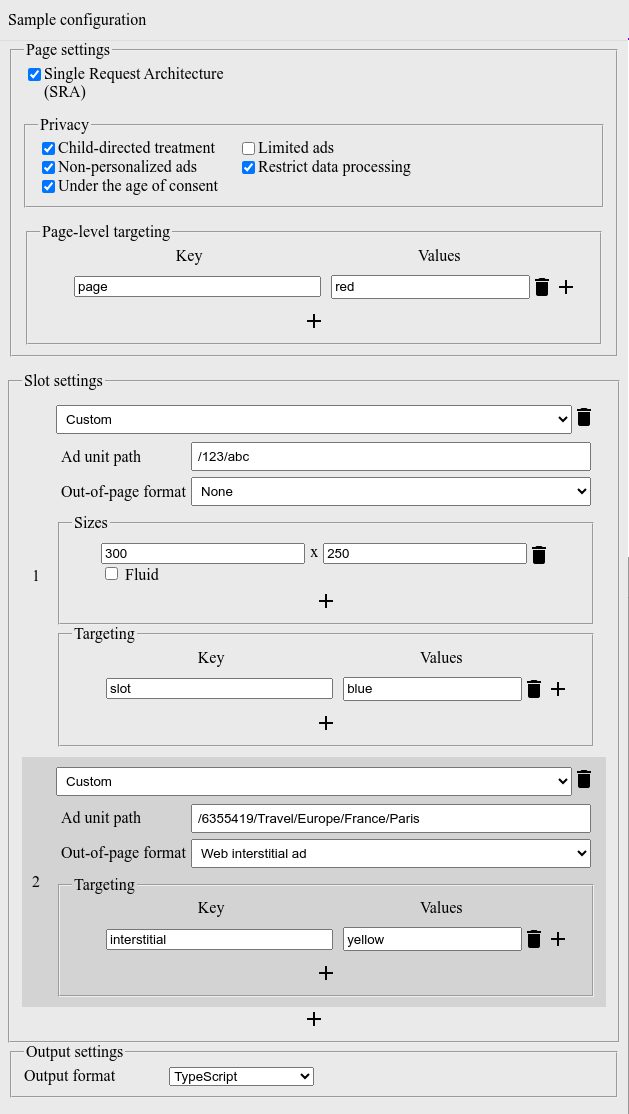 Sample configuration
Page settings
Single Request Architecture
(SRA)
Privacy
Child-directed treatment Limited ads
Non-personalized ads Restrict data processing
Under the age of consent
Page-level targeting
Key Values
page red
Slot settings
Custom
Ad unit path /123/abc
Out-of-page format None
Sizes
300 x 250
1
Fluid
Targeting
Key Values
slot blue
Custom
Ad unit path /6355419/Travel/Europe/France/Paris
Out-of-page format Web interstitial ad
2
Targeting
Key Values
interstitial yellow
Output settings
Output format TypeScript